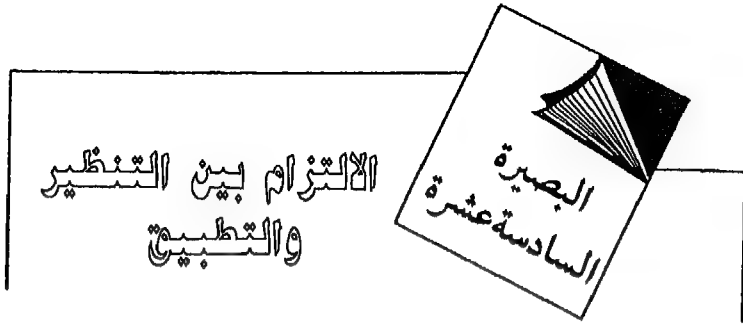 البصيرة
السادسة عشرة
الالتزام بين التنظير
والتطبيق